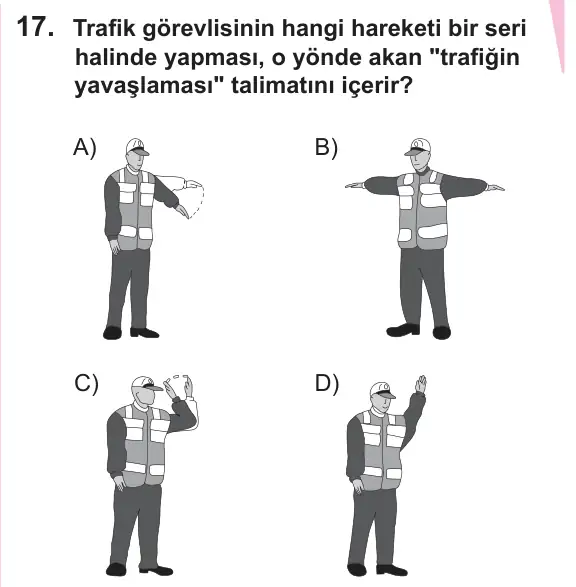 17. Trafik görevlisinin hangi hareketi bir seri
halinde yapması, o yönde akan "trafiğin
yavaşlaması" talimatını içerir?
A)
B)
C)
D)